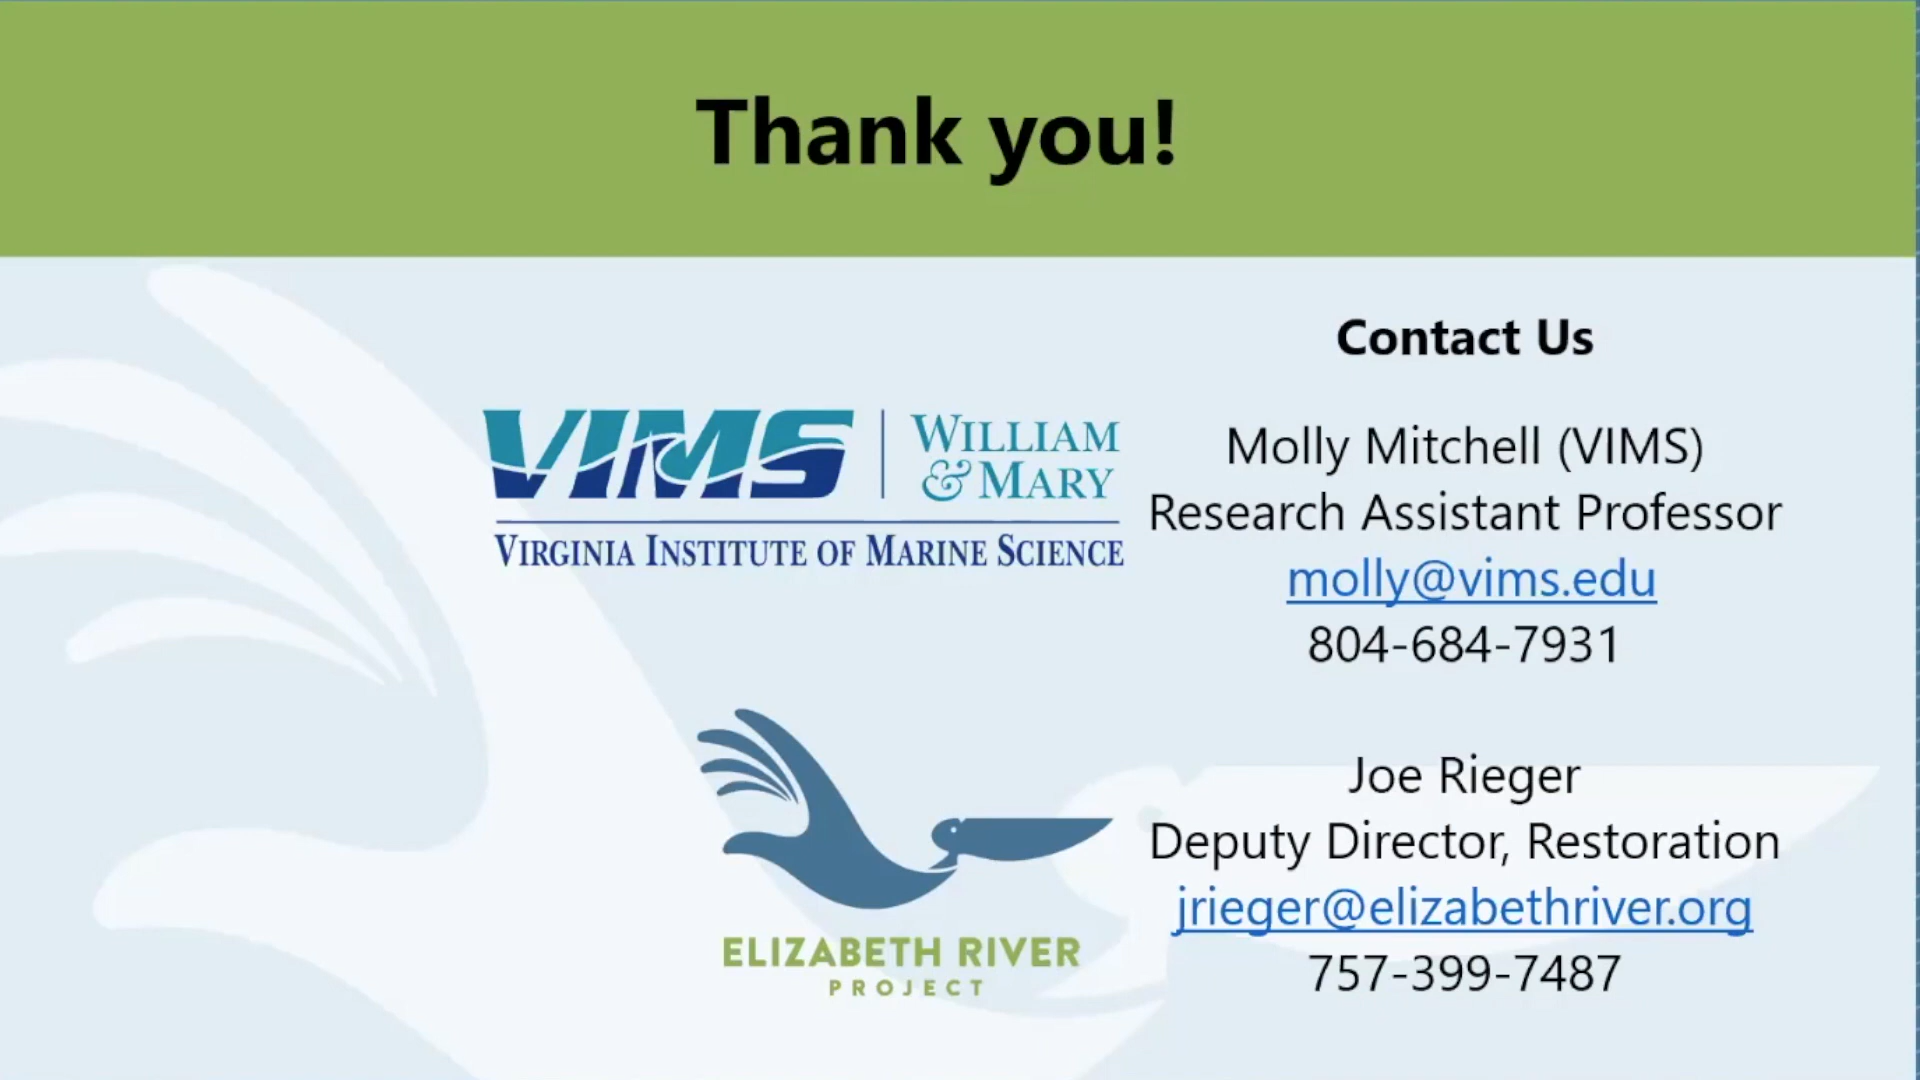 Thank you!
VIMS
WILLIAM
& MARY
VIRGINIA INSTITUTE OF MARINE SCIENCE
ELIZABETH RIVER
PROJECT
Contact Us
Molly Mitchell (VIMS)
Research Assistant Professor
molly@vims.edu
804-684-7931
Joe Rieger
Deputy Director, Restoration
jrieger@elizabethriver.org
757-399-7487